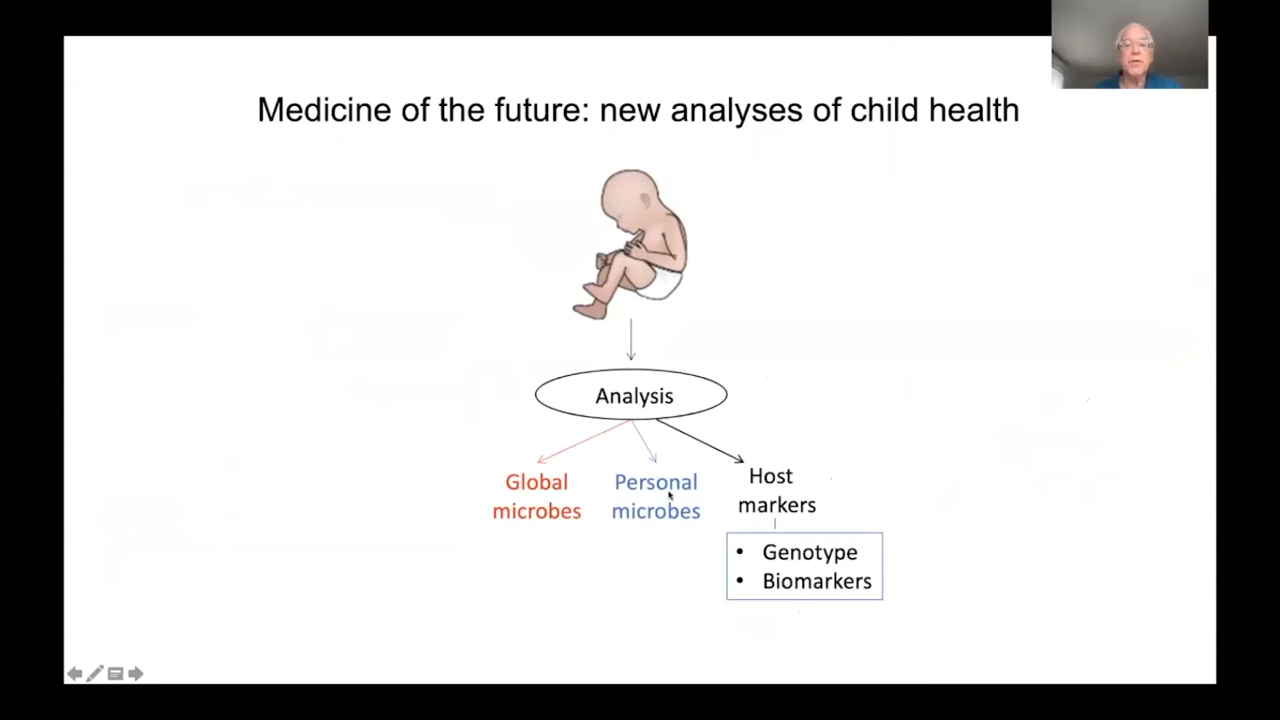 Medicine of the future: new analyses of child health
Analysis
Global
microbes
Personal
microbes
Host
markers
• Genotype
• Biomarkers